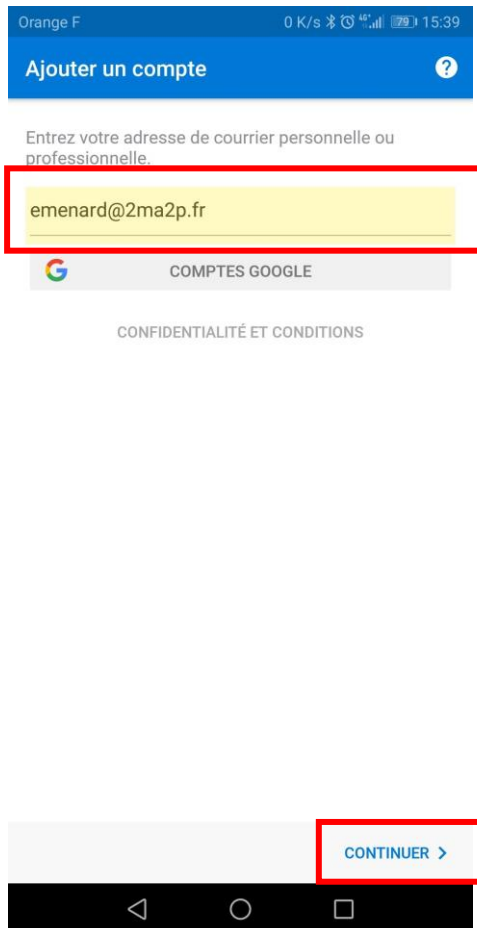 Orange F 0 K/s 4G 79 15:39
Ajouter un compte ?
Entrez votre adresse de courrier personnelle ou
professionnelle.
emenard@2ma2p.fr
G COMPTES GOOGLE
CONFIDENTIALITÉ ET CONDITIONS
CONTINUER >